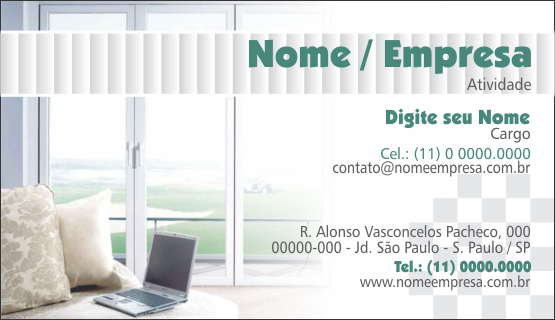 Nome / Empresa
Atividade
Digite seu Nome
Cargo
Cel.: (11) 0 0000.0000
contato@nomeempresa.com.br
R. Alonso Vasconcelos Pacheco, 000
00000-000 - Jd. São Paulo - S. Paulo / SP
Tel.: (11) 0000.0000
www.nomeempresa.com.br